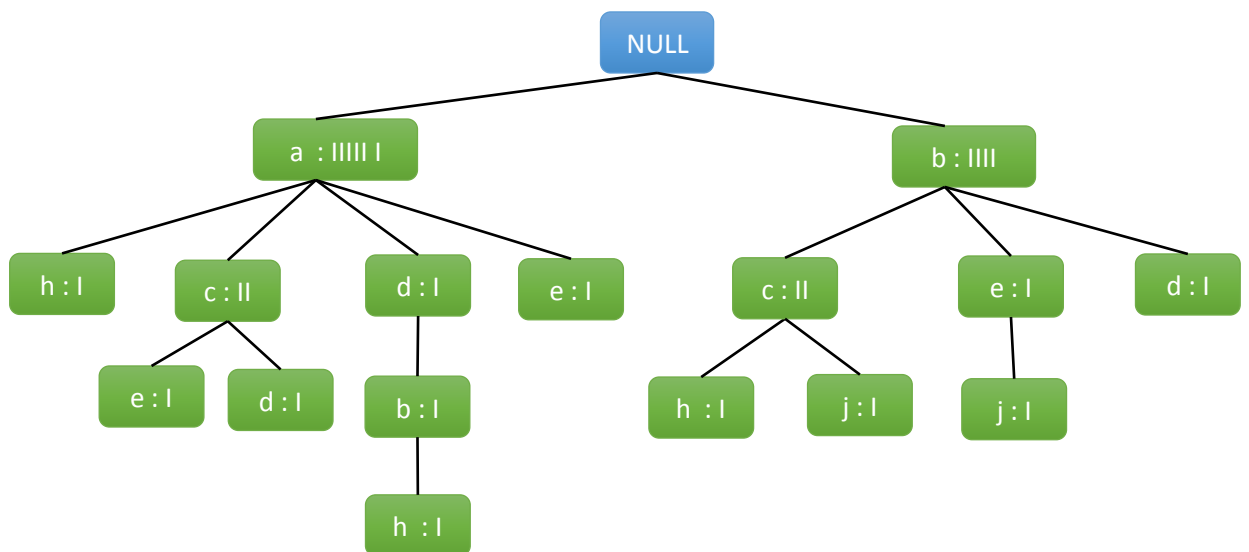 NULL
a : IIIII I
b : IIII
h : I
c : II
d : I
e : I
c : II
e : I
d : I
e : I
d : I
b : I
h : I
j : I
j : I
h : I